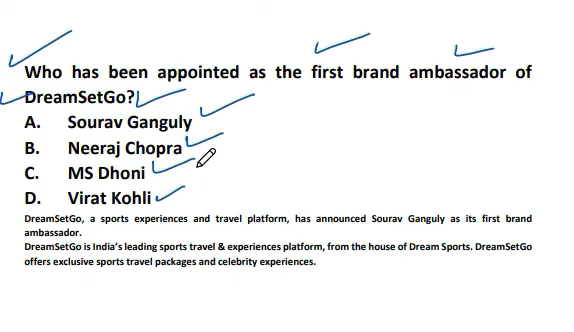 Who has been appointed as the first brand ambassador of
DreamSetGo?
A. Sourav Ganguly
B. Neeraj Chopra
C. MS Dhoni
D. Virat Kohli
DreamSetGo, a sports experiences and travel platform, has announced Sourav Ganguly as its first brand
ambassador.
DreamSetGo is India's leading sports travel & experiences platform, from the house of Dream Sports. DreamSetGo
offers exclusive sports travel packages and celebrity experiences.